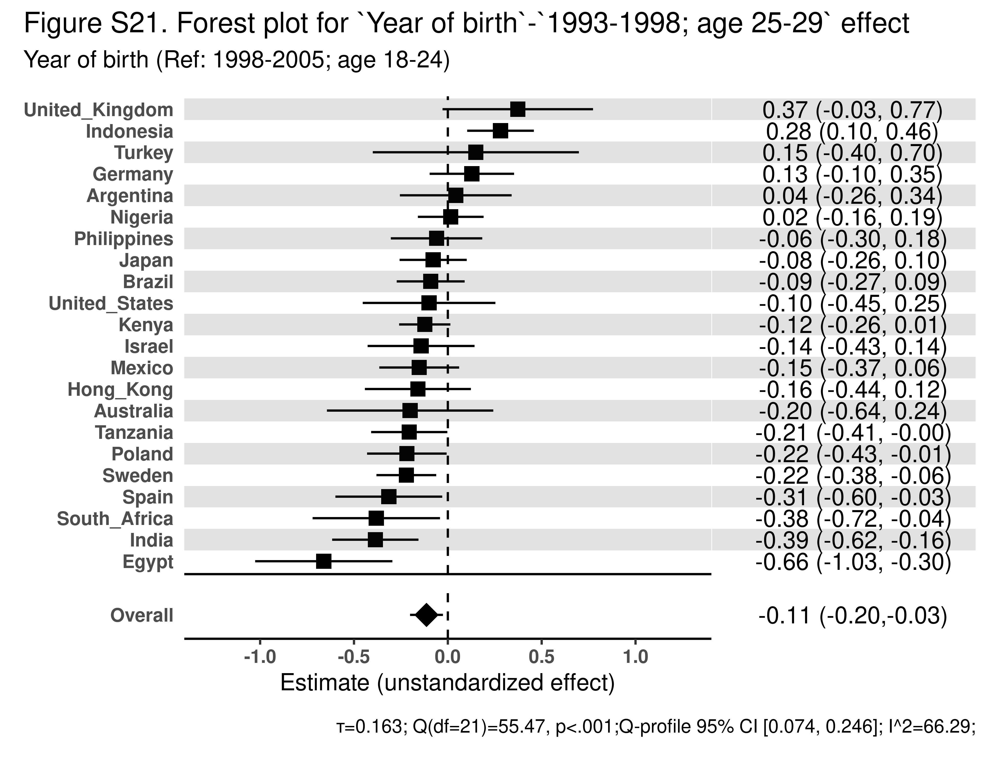 Figure S21. Forest plot for `Year of birth`-`1993-1998; age 25-29` effect
Year of birth (Ref: 1998-2005; age 18-24)
United_Kingdom 0.37 (-0.03, 0.77)
Indonesia 0.28 (0.10, 0.46)
Turkey 0.15 (-0.40, 0.70)
Germany 0.13 (-0.10, 0.35)
Argentina 0.04 (-0.26, 0.34)
Nigeria 0.02 (-0.16, 0.19)
Philippines -0.06 (-0.30, 0.18)
Japan -0.08 (-0.26, 0.10)
Brazil -0.09 (-0.27, 0.09)
United_States -0.10 (-0.45, 0.25)
Kenya -0.12 (-0.26, 0.01)
Israel -0.14 (-0.43, 0.14)
Mexico -0.15 (-0.37, 0.06)
Hong_Kong -0.16 (-0.44, 0.12)
Australia -0.20 (-0.64, 0.24)
Tanzania -0.21 (-0.41, -0.00)
Poland -0.22 (-0.43, -0.01)
Sweden -0.22 (-0.38, -0.06)
Spain -0.31 (-0.60, -0.03)
South_Africa -0.38 (-0.72, -0.04)
India -0.39 (-0.62, -0.16)
Egypt -0.66 (-1.03, -0.30)
Overall -0.11 (-0.20,-0.03)
-1.0 -0.5 0.0 0.5 1.0
Estimate (unstandardized effect)
τ=0.163; Q(df=21)=55.47, p<.001;Q-profile 95% CI [0.074, 0.246]; I^2=66.29;